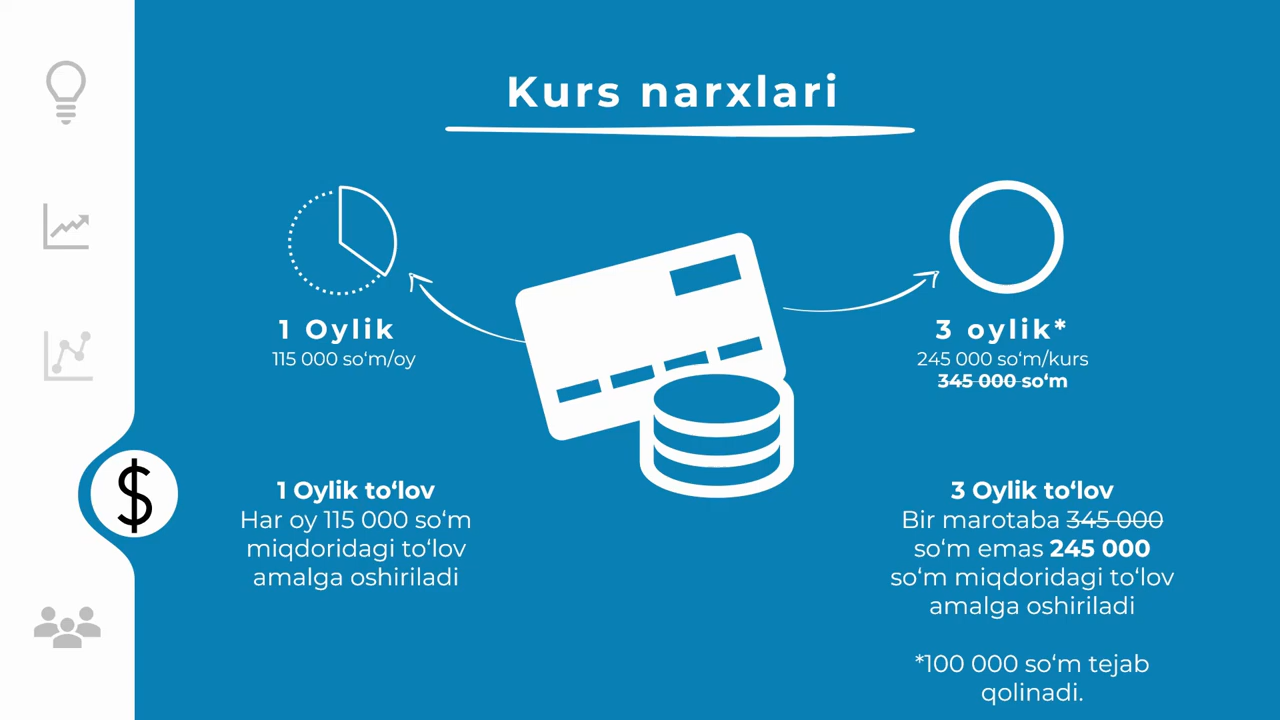 Kurs narxlari
1 Oylik
115 000 so‘m/oy
3 oylik*
245 000 so‘m/kurs
345 000 so‘m
$
1 Oylik to‘lov
Har oy 115 000 so‘m
miqdoridagi to‘lov
amalga oshiriladi
3 Oylik to‘lov
Bir marotaba 345 000
so‘m emas 245 000
so‘m miqdoridagi to‘lov
amalga oshiriladi
*100 000 so‘m tejab
qolinadi.